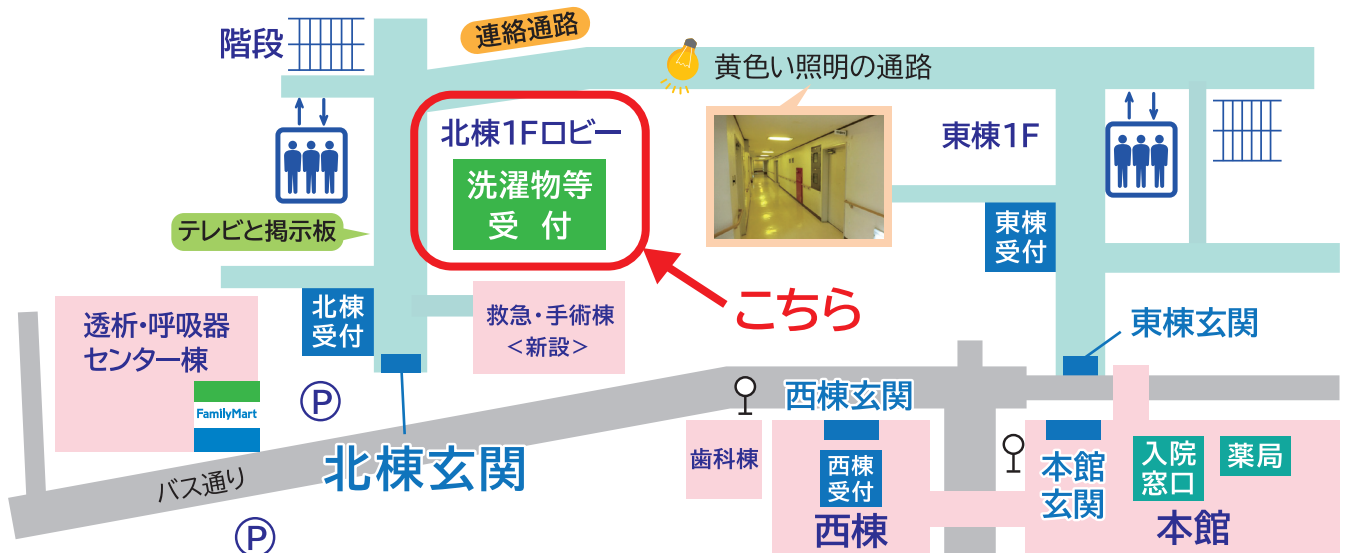 階段
連絡通路
黄色い照明の通路
北棟1Fロビー
洗濯物等
受 付
東棟1F
テレビと掲示板
東棟
受付
こちら
北棟
受付
救急・手術棟
<新設>
透析・呼吸器
センター棟
FamilyMart
P
東棟玄関
西棟玄関
北棟玄関
バス通り
P
歯科棟
西棟
受付
西棟
本館
玄関
入院
窓口
薬局
本館